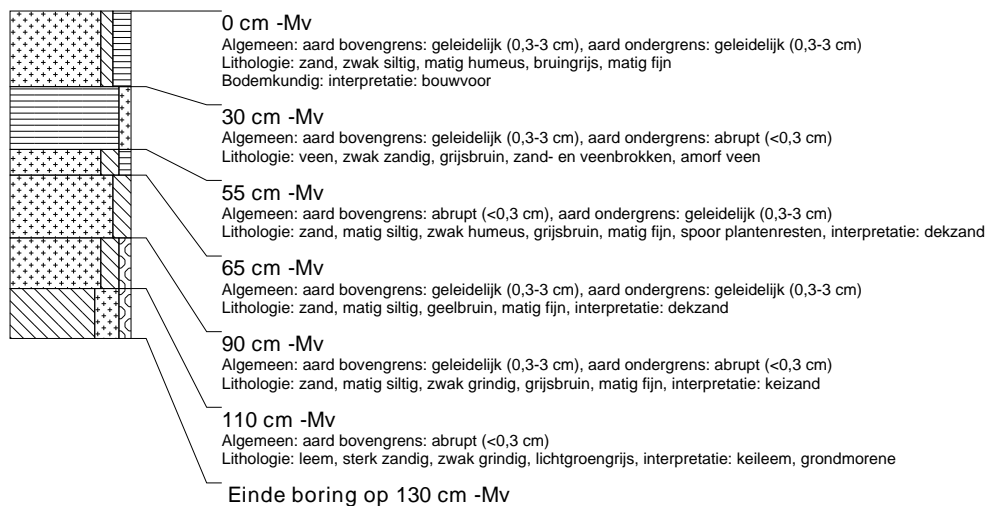 0 cm -Mv
Algemeen: aard bovengrens: geleidelijk (0,3-3 cm), aard ondergrens: geleidelijk (0,3-3 cm)
Lithologie: zand, zwak siltig, matig humeus, bruingrijs, matig fijn
Bodemkundig: interpretatie: bouwvoor
30 cm -Mv
Algemeen: aard bovengrens: geleidelijk (0,3-3 cm), aard ondergrens: abrupt (<0,3 cm)
Lithologie: veen, zwak zandig, grijsbruin, zand- en veenbrokken, amorf veen
55 cm -Mv
Algemeen: aard bovengrens: abrupt (<0,3 cm), aard ondergrens: geleidelijk (0,3-3 cm)
Lithologie: zand, matig siltig, zwak humeus, grijsbruin, matig fijn, spoor plantenresten, interpretatie: dekzand
65 cm -Mv
Algemeen: aard bovengrens: geleidelijk (0,3-3 cm), aard ondergrens: geleidelijk (0,3-3 cm)
Lithologie: zand, matig siltig, geelbruin, matig fijn, interpretatie: dekzand
90 cm -Mv
Algemeen: aard bovengrens: geleidelijk (0,3-3 cm), aard ondergrens: abrupt (<0,3 cm)
Lithologie: zand, matig siltig, zwak grindig, grijsbruin, matig fijn, interpretatie: keizand
110 cm -Mv
Algemeen: aard bovengrens: abrupt (<0,3 cm)
Lithologie: leem, sterk zandig, zwak grindig, lichtgroengrijs, interpretatie: keileem, grondmorene
Einde boring op 130 cm -Mv